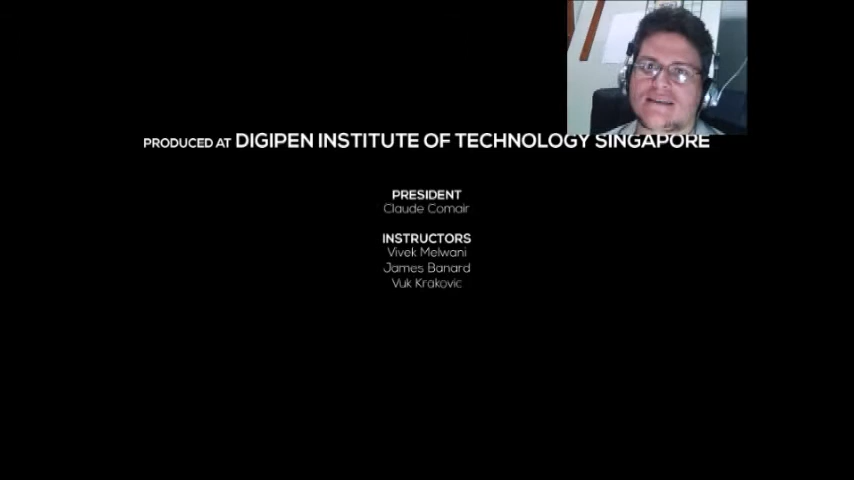 PRODUCED AT DIGIPEN INSTITUTE OF TECHNOLOGY SINGAPORE
PRESIDENT
Claude Comair
INSTRUCTORS
Vivek Melwani
James Banard
Vuk Krakovic